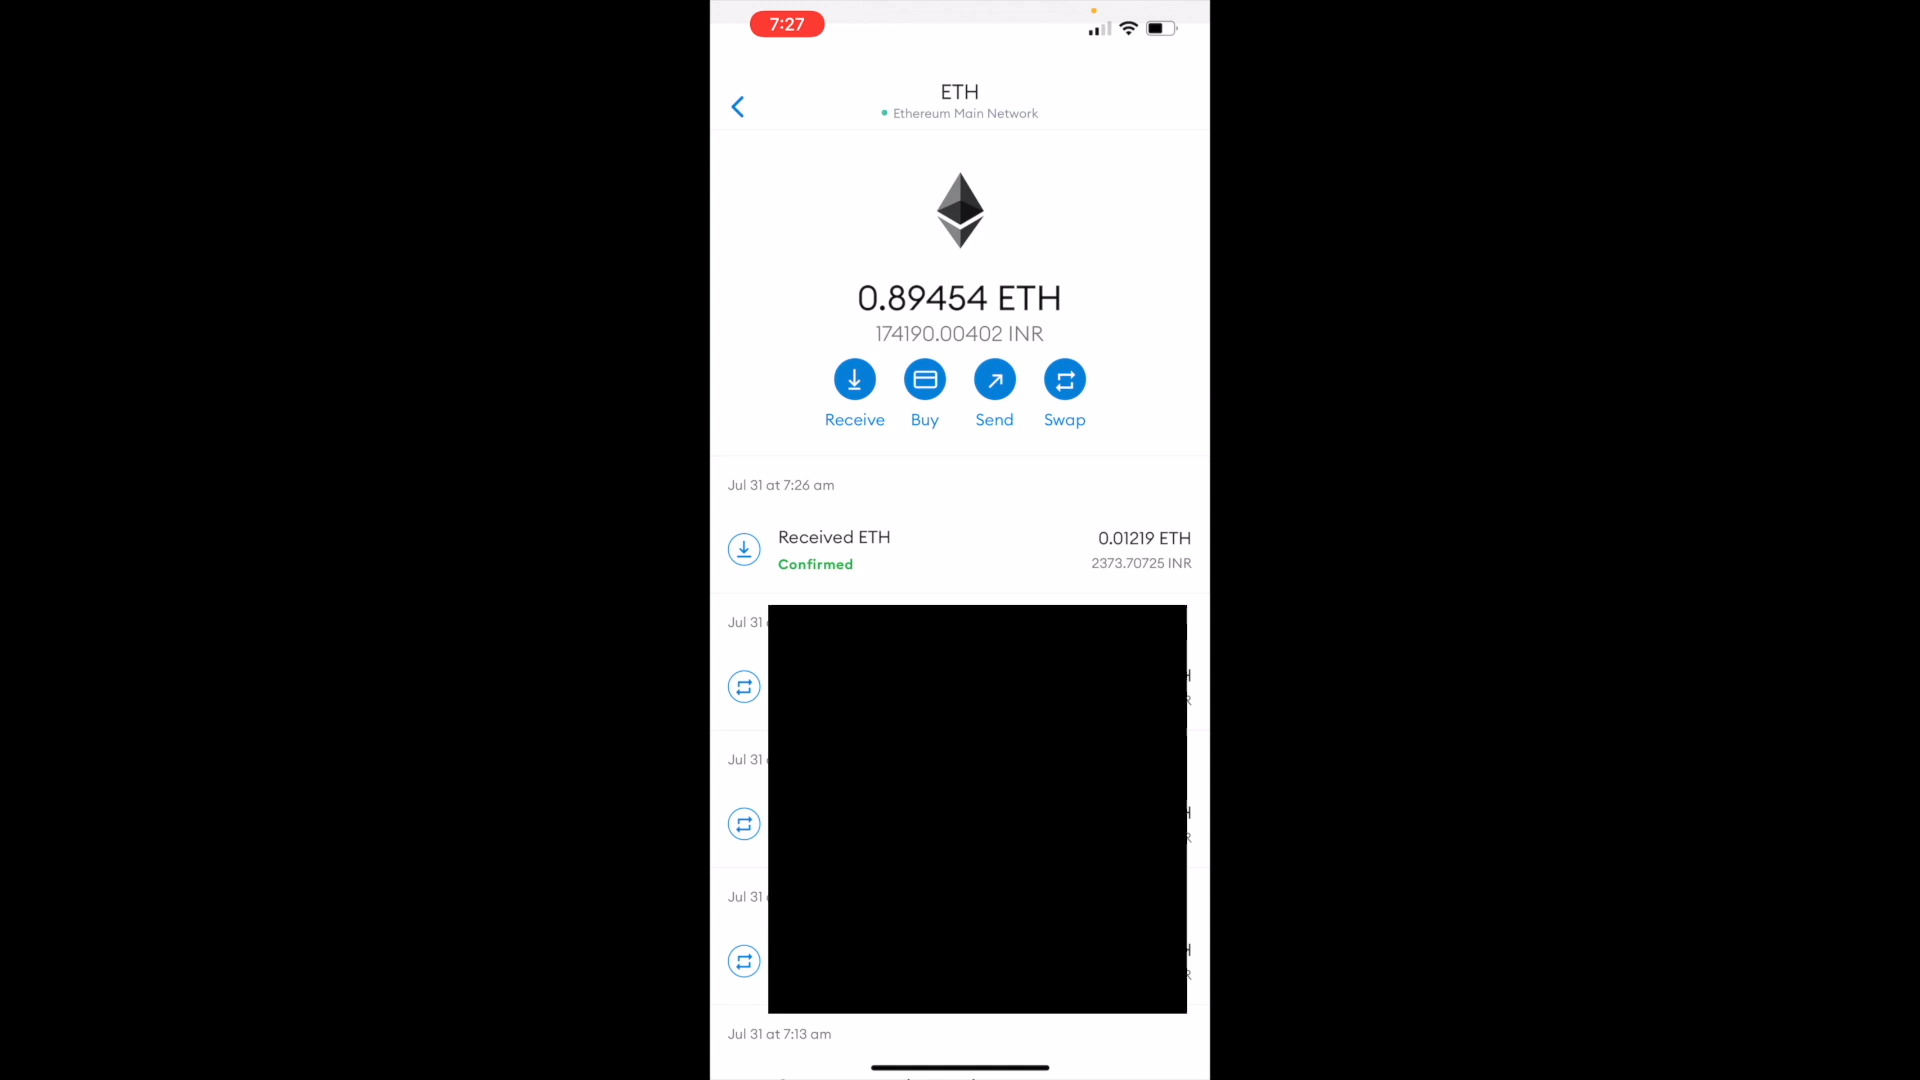 7:27
ETH
Ethereum Main Network
0.89454 ETH
174190.00402 INR
Receive Buy Send Swap
Jul 31 at 7:26 am
Received ETH 0.01219 ETH
Confirmed 2373.70725 INR
Jul 31
Jul 31
Jul 31
Jul 31 at 7:13 am